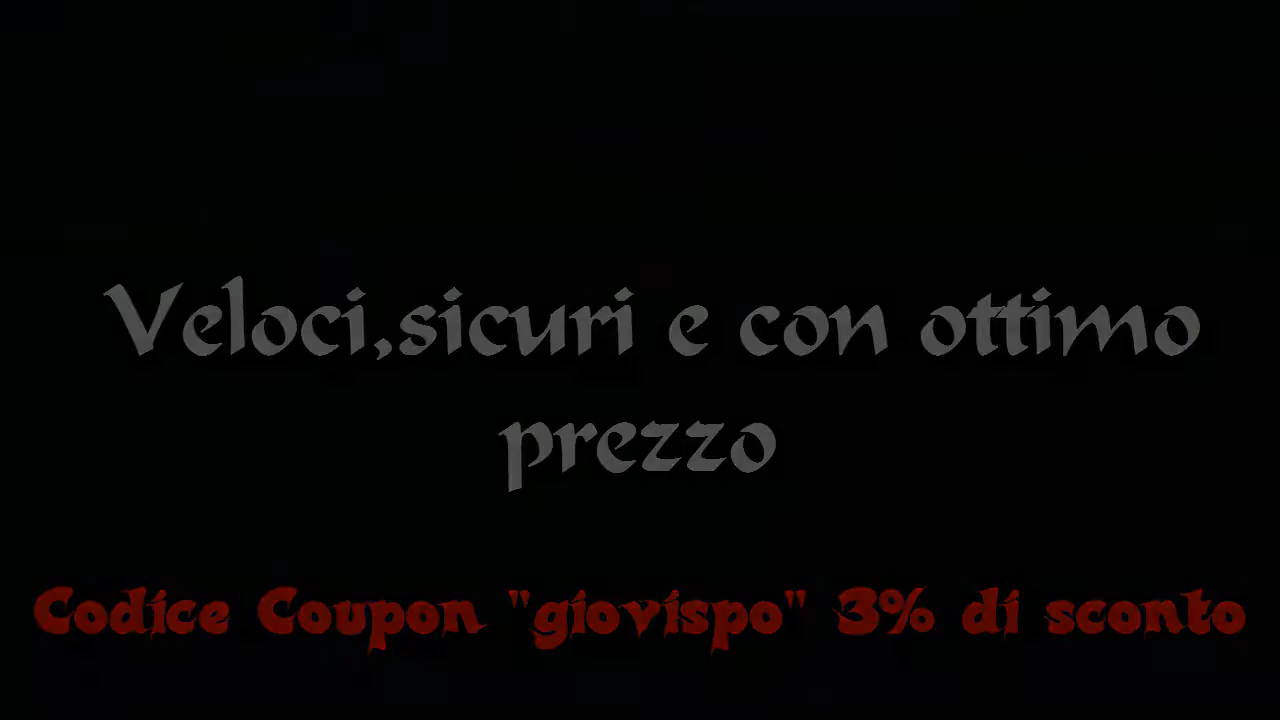 Veloci,sicuri e con ottimo
prezzo
Codice Coupon "giovispo" 3% di sconto